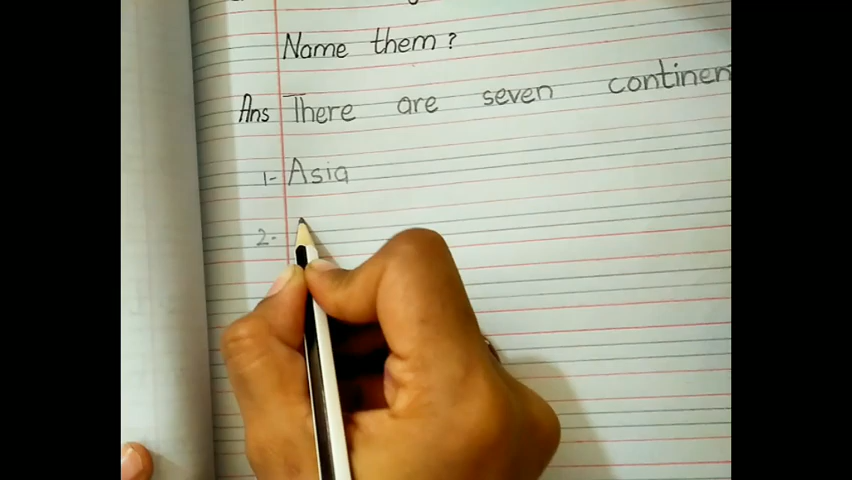 Name them?
Ans There are seven continen
1- Asia
2-